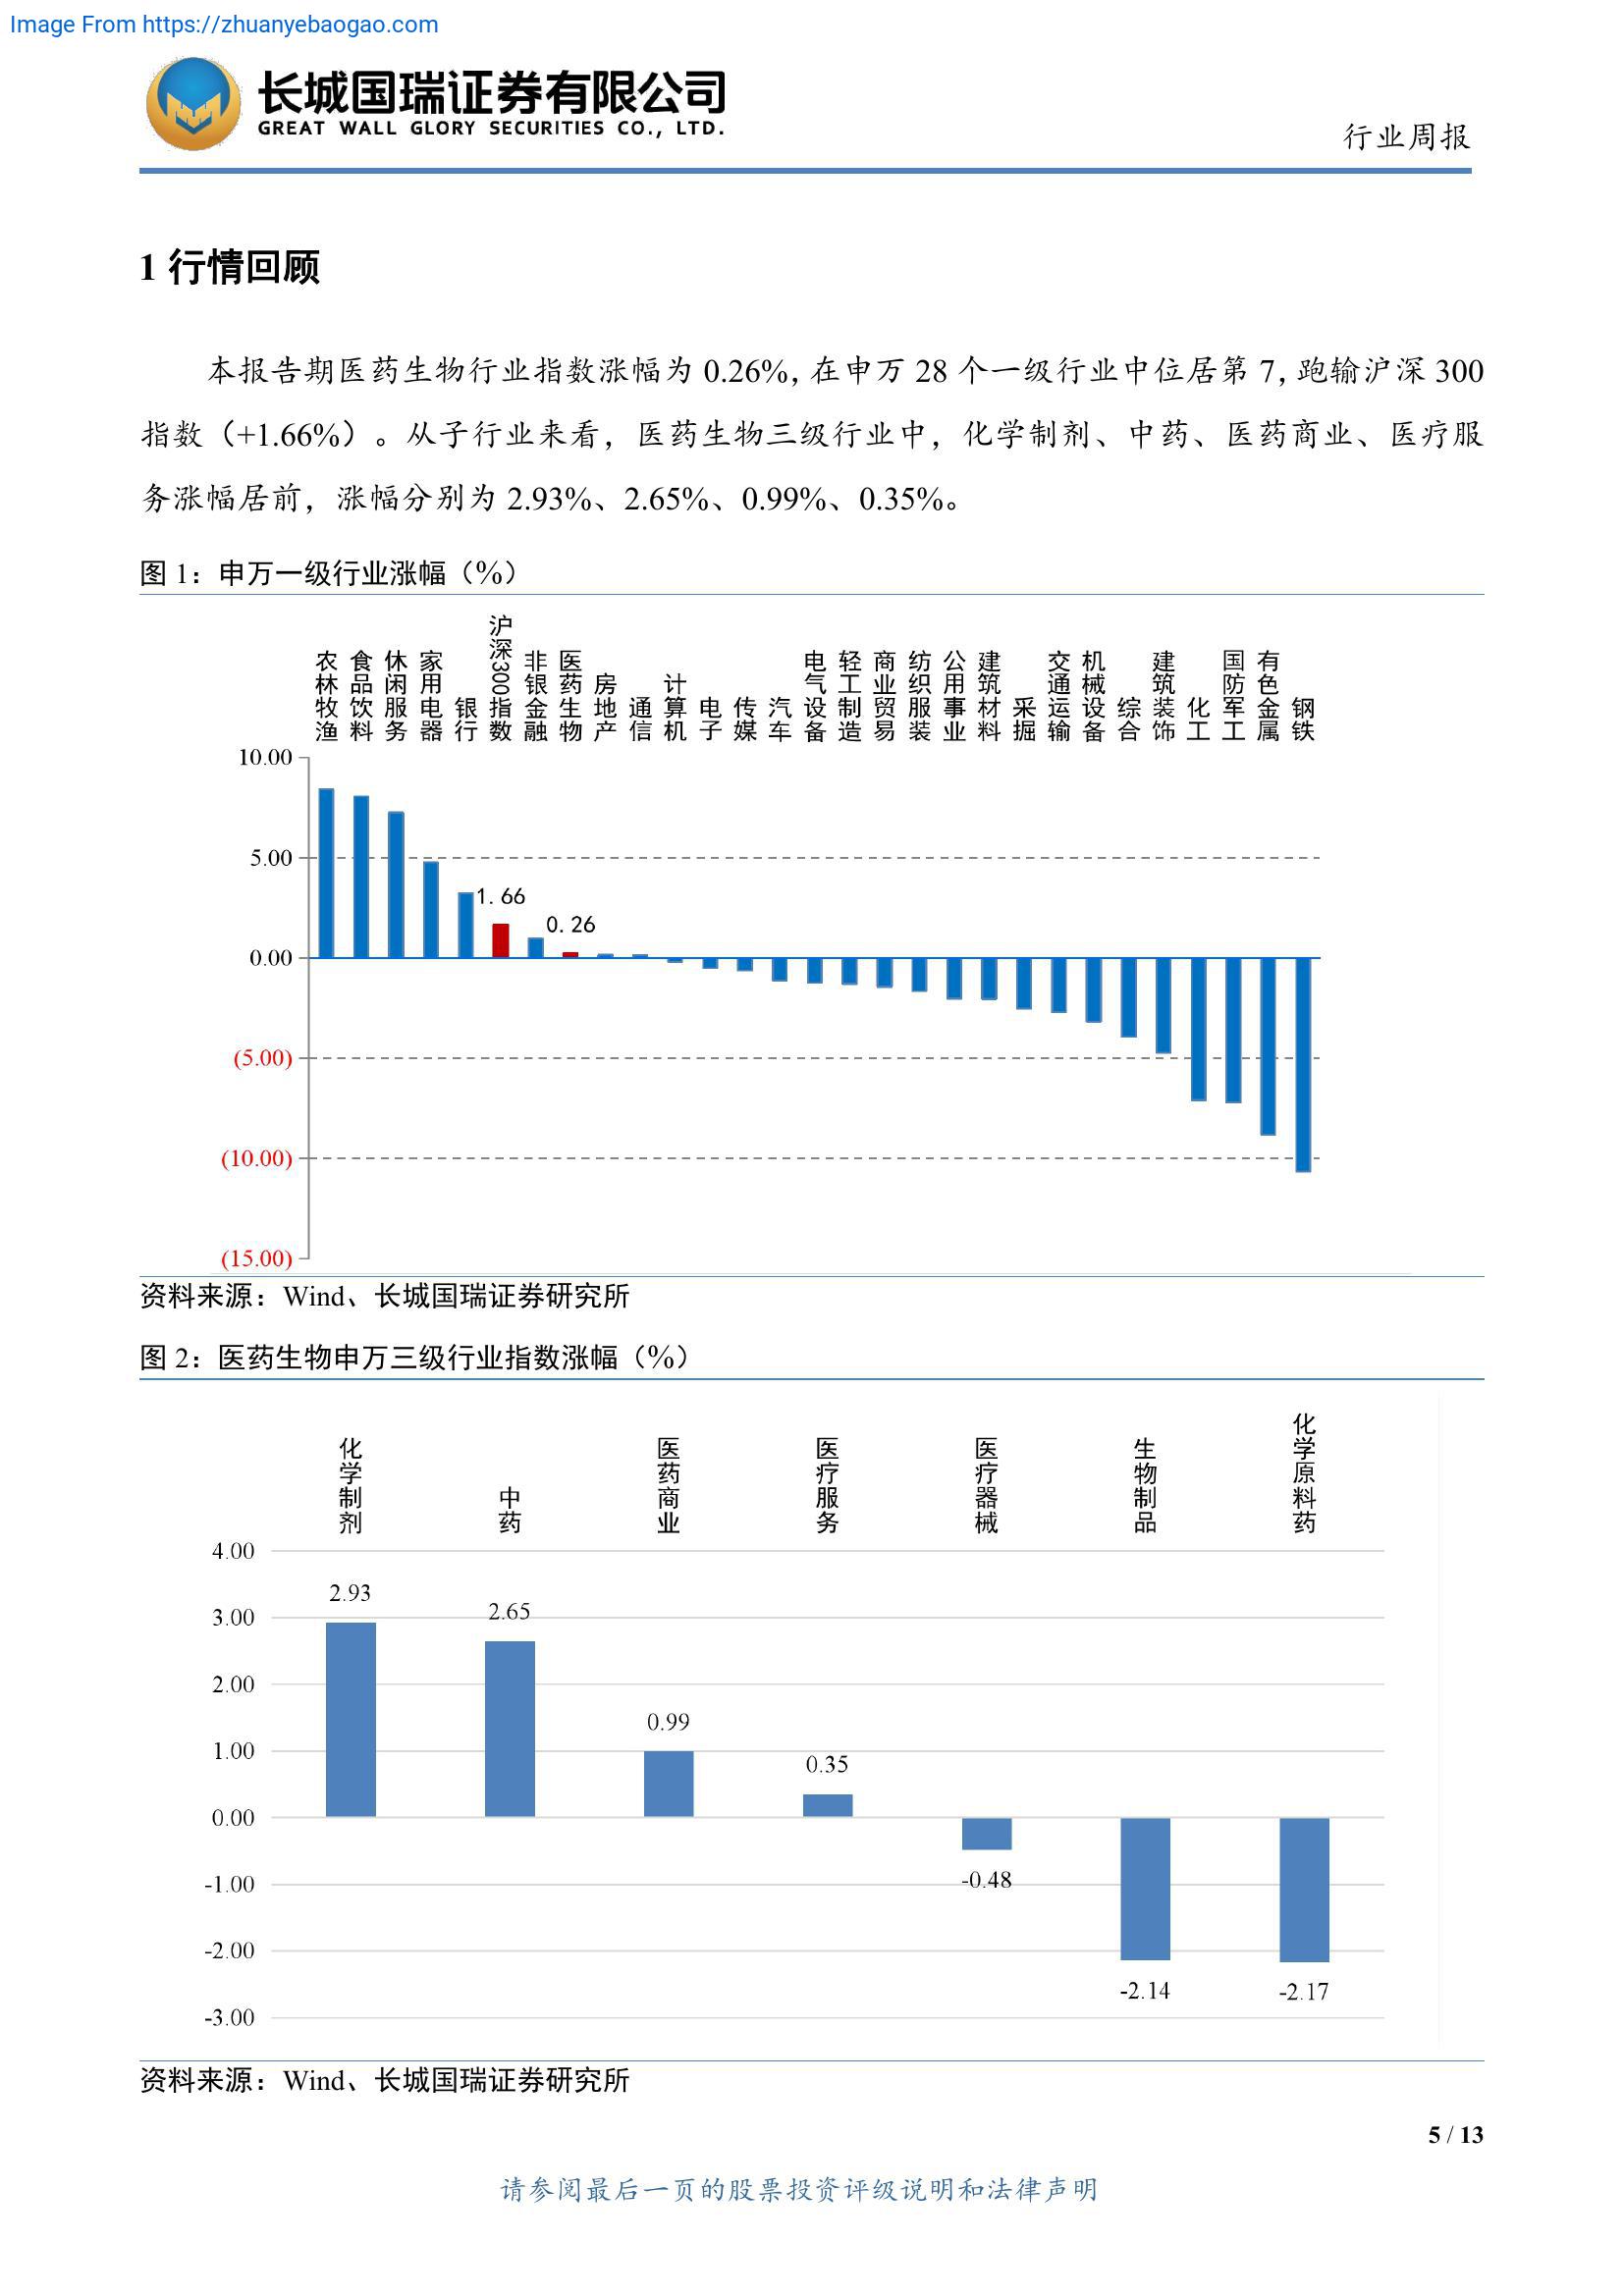 Image From https://zhuanyebaogao.com
长城国瑞证券有限公司
GREAT WALL GLORY SECURITIES CO., LTD.
行业周报
1 行情回顾
本报告期医药生物行业指数涨幅为 0.26%, 在申万 28 个一级行业中位居第 7, 跑输沪深 300
指数（+1.66%）。从子行业来看，医药生物三级行业中，化学制剂、中药、医药商业、医疗服
务涨幅居前，涨幅分别为 2.93%、2.65%、0.99%、0.35%。
图 1：申万一级行业涨幅（%）
农林牧渔
食品饮料
休闲服务
家用电器
银行
沪深300指数
非银金融
医药生物
房地产
通信
计算机
电子
传媒
汽车
电气设备
轻工制造
商业贸易
纺织服装
公用事业
建筑材料
采掘
交通运输
机械设备
综合
建筑装饰
化工
国防军工
有色金属
钢铁
10.00
5.00
1.66
0.26
0.00
(5.00)
(10.00)
(15.00)
资料来源：Wind、长城国瑞证券研究所
图 2：医药生物申万三级行业指数涨幅（%）
化学制剂
中药
医药商业
医疗服务
医疗器械
生物制品
化学原料药
4.00
3.00
2.00
1.00
0.00
-1.00
-2.00
-3.00
2.93
2.65
0.99
0.35
-0.48
-2.14
-2.17
资料来源：Wind、长城国瑞证券研究所
5 / 13
请参阅最后一页的股票投资评级说明和法律声明